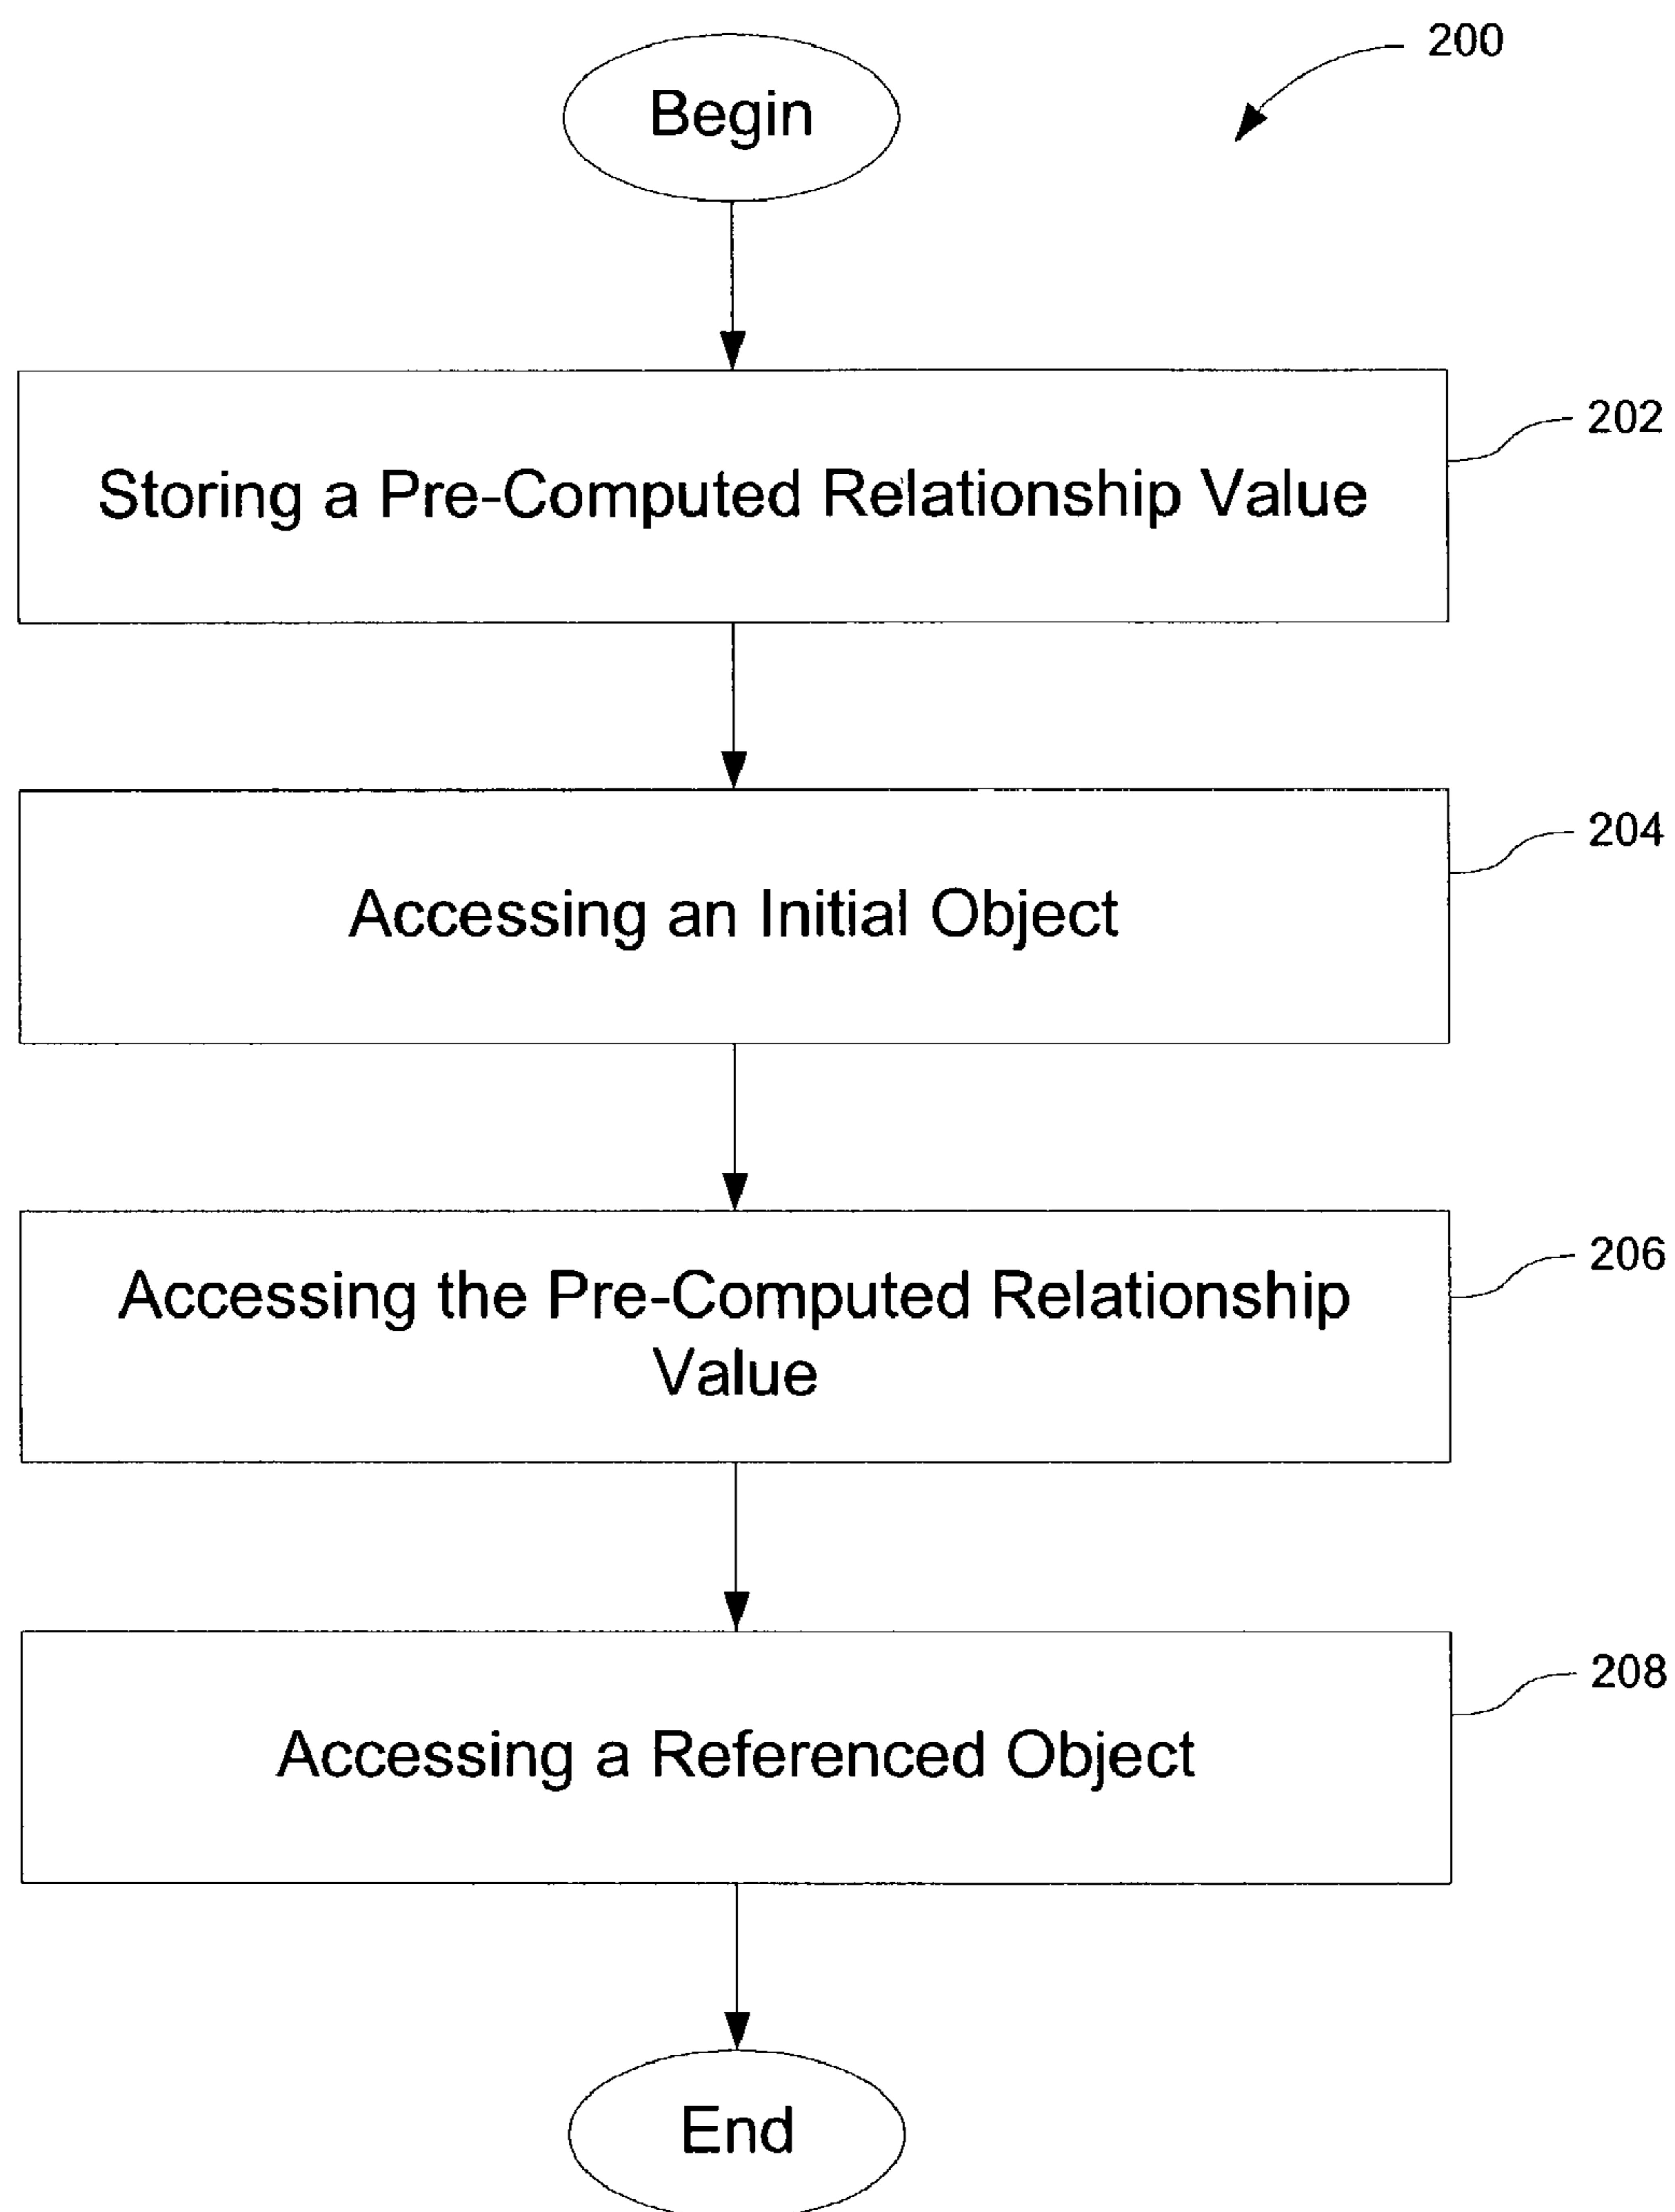 200
Begin
202
Storing a Pre-Computed Relationship Value
204
Accessing an Initial Object
206
Accessing the Pre-Computed Relationship
Value
208
Accessing a Referenced Object
End